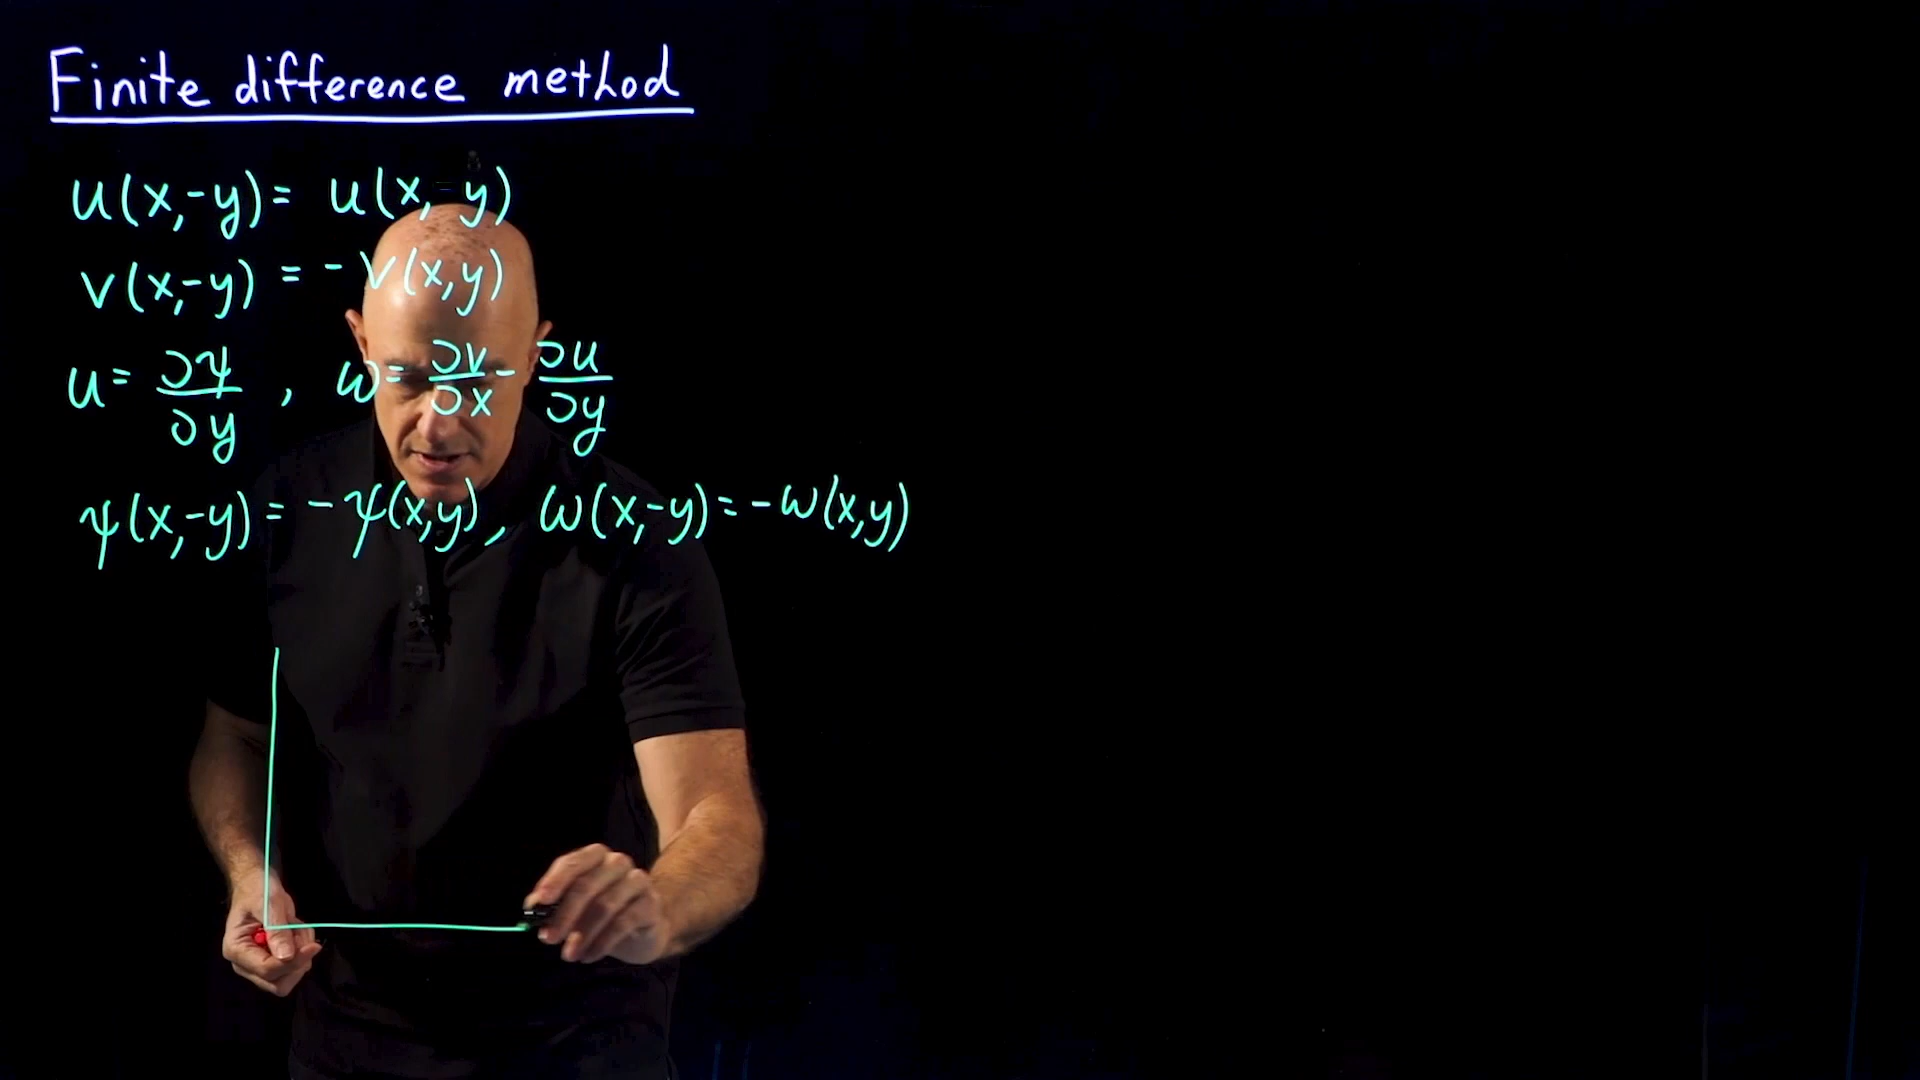 Finite difference method
u(x,-y) = u(x, y)
v(x,-y) = -v(x,y)
u = ∂ψ/∂y , ω = ∂v/∂x - ∂u/∂y
ψ(x,-y) = -ψ(x,y), ω(x,-y) = -ω(x,y)